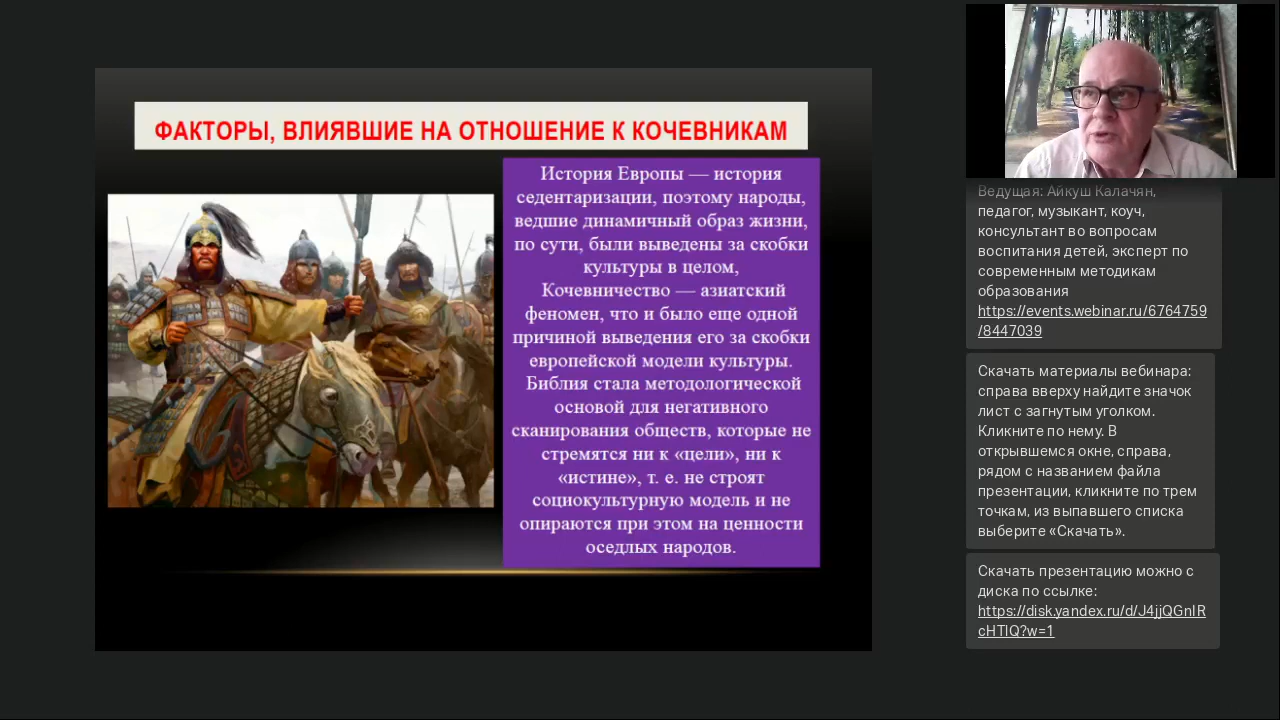 ФАКТОРЫ, ВЛИЯВШИЕ НА ОТНОШЕНИЕ К КОЧЕВНИКАМ
История Европы — история
седентаризации, поэтому народы,
ведшие динамичный образ жизни,
по сути, были выведены за скобки
культуры в целом,
Кочевничество — азиатский
феномен, что и было еще одной
причиной выведения его за скобки
европейской модели культуры.
Библия стала методологической
основой для негативного
сканирования обществ, которые не
стремятся ни к «цели», ни к
«истине», т. е. не строят
социокультурную модель и не
опираются при этом на ценности
оседлых народов.
Ведущая: Айкуш Калачян,
педагог, музыкант, коуч,
консультант во вопросам
воспитания детей, эксперт по
современным методикам
образования
https://events.webinar.ru/6764759
/8447039
Скачать материалы вебинара:
справа вверху найдите значок
лист с загнутым уголком.
Кликните по нему. В
открывшемся окне, справа,
рядом с названием файла
презентации, кликните по трем
точкам, из выпавшего списка
выберите «Скачать».
Скачать презентацию можно с
диска по ссылке:
https://disk.yandex.ru/d/J4jjQGnIR
cHTlQ?w=1